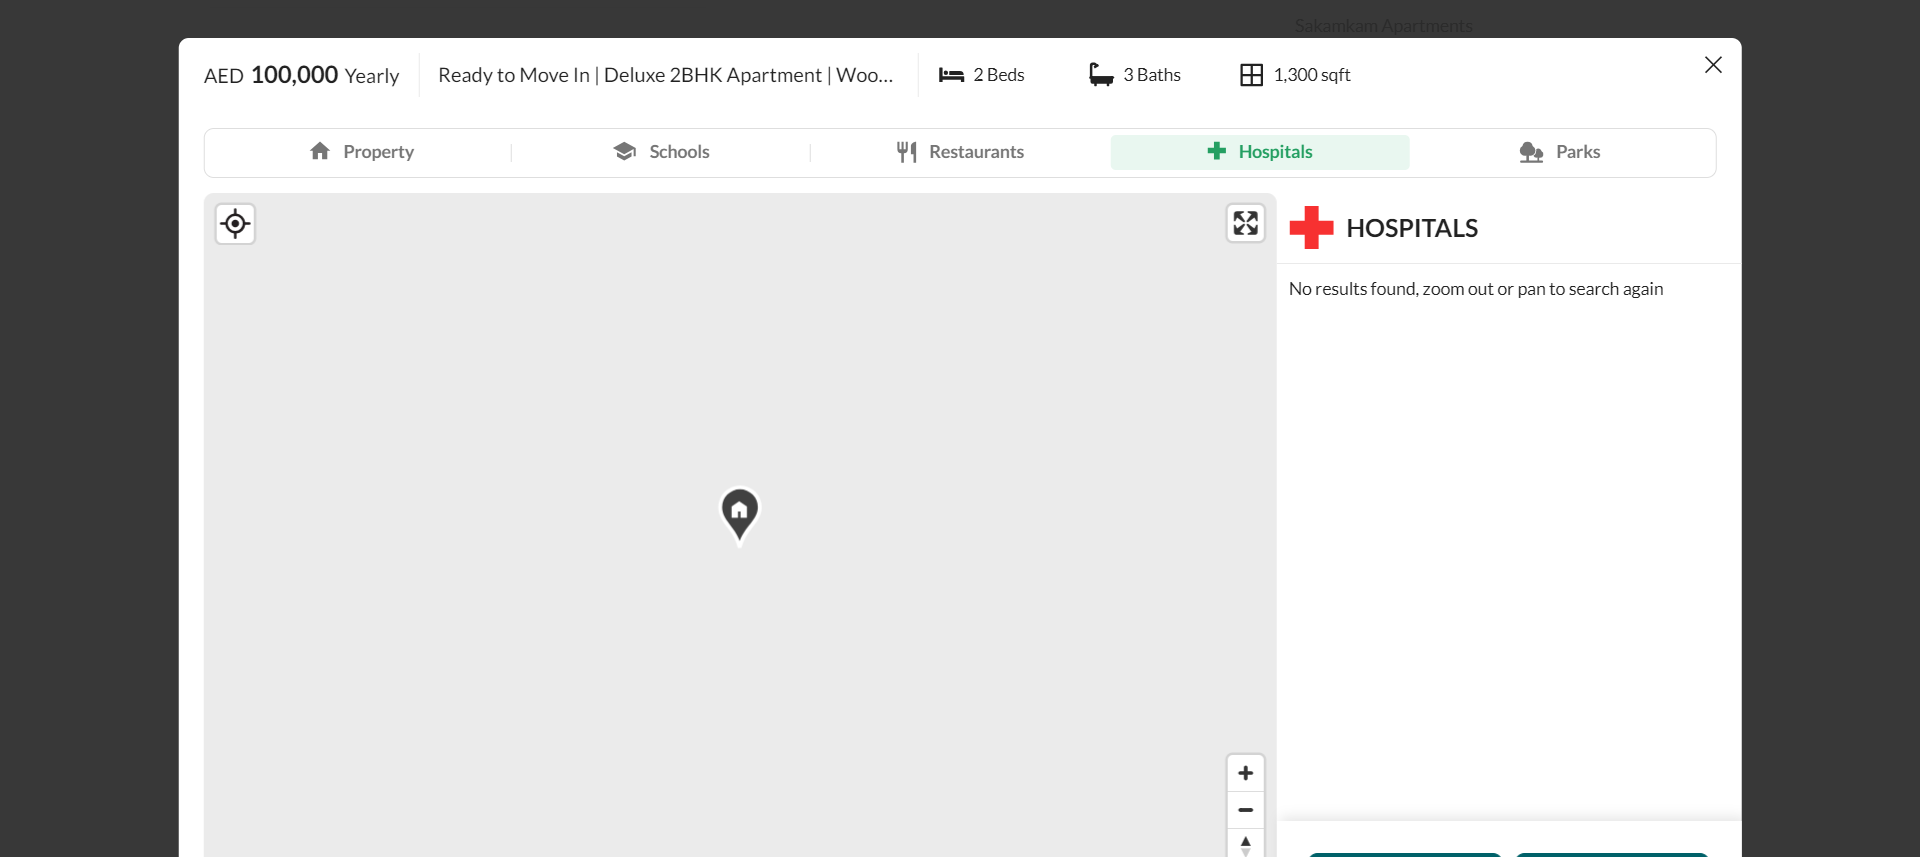 Sakamkam Apartments
AED 100,000 Yearly
Ready to Move In | Deluxe 2BHK Apartment | Woo...
2 Beds
3 Baths
1,300 sqft
Property
Schools
Restaurants
Hospitals
Parks
HOSPITALS
No results found, zoom out or pan to search again